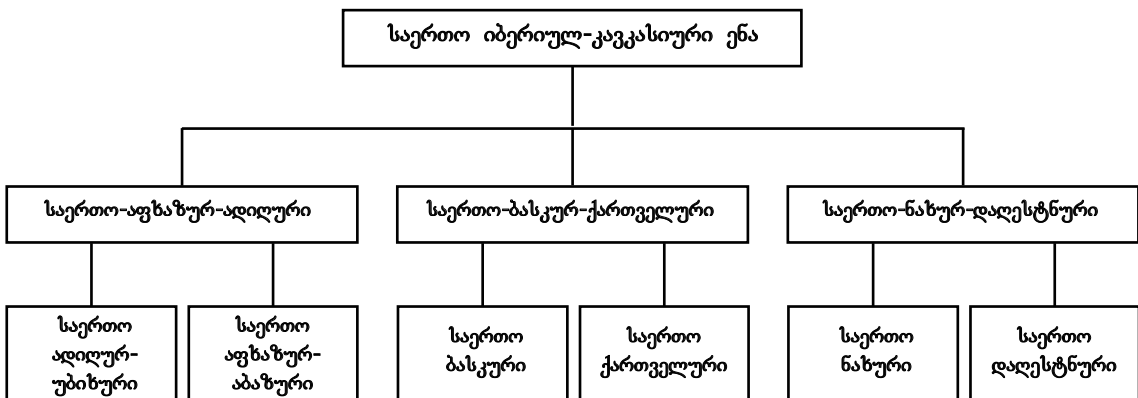 საერთო იბერიულ-კავკასიური ენა
საერთო-აფხაზურ-ადიღური
საერთო-ბასკურ-ქართველური
საერთო-ნახურ-დაღესტნური
საერთო
ადიღურ-
უბიხური
საერთო
აფხაზურ-
აბაზური
საერთო
ბასკური
საერთო
ქართველური
საერთო
ნახური
საერთო
დაღესტნური